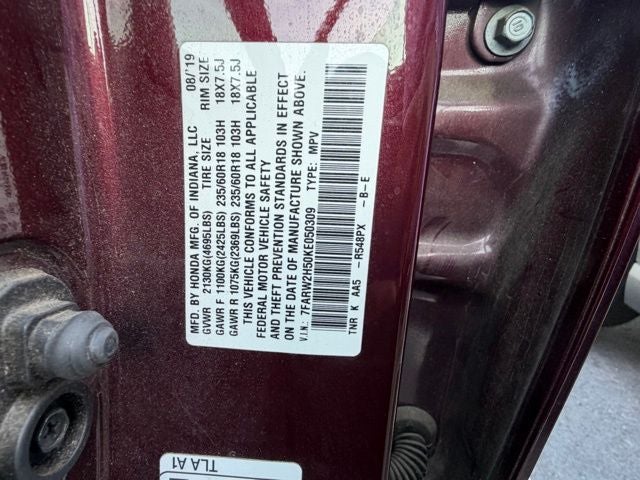 MFD. BY HONDA MFG. OF INDIANA, LLC 08/'19
TIRE SIZE RIM SIZE
GVWR 2130KG(4695LBS)
GAWR F 1100KG(2425LBS) 235/60R18 103H 18X7.5J
GAWR R 1075KG(2369LBS) 235/60R18 103H 18X7.5J
THIS VEHICLE CONFORMS TO ALL APPLICABLE
FEDERAL MOTOR VEHICLE SAFETY
AND THEFT PREVENTION STANDARDS IN EFFECT
ON THE DATE OF MANUFACTURE SHOWN ABOVE.
V.I.N.: 7FARW2H50KE050309 TYPE: MPV
TNR K AA5 -R548PX -B-E
TLA A1